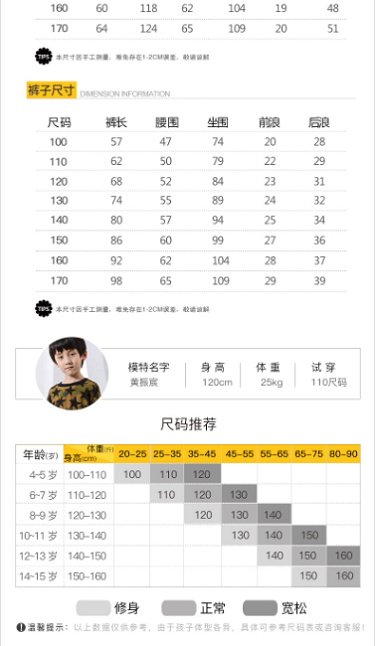 160 60 118 62 104 19 48
170 64 124 65 109 20 51
TIPS 本尺寸因手工测量，难免存在1-2CM误差，敬请谅解
裤子尺寸 DIMENSION INFORMATION
尺码 裤长 腰围 坐围 前浪 后浪
100 57 47 74 20 28
110 62 50 79 22 29
120 68 52 84 23 31
130 74 55 89 24 32
140 80 57 94 25 34
150 86 60 99 27 36
160 92 62 104 28 37
170 98 65 109 29 39
TIPS 本尺寸因手工测量，难免存在1-2CM误差，敬请谅解
模特名字 身 高 体 重 试 穿
黄振宸 120cm 25kg 110尺码
尺码推荐
年龄(岁) 体重(斤) 身高(cm) 20-25 25-35 35-45 45-55 55-65 65-75 80-90
4-5 岁 100-110 100 110 120
6-7 岁 110-120 110 120 130
8-9 岁 120-130 120 130 140
10~11 岁 130-140 130 140 150
12~13 岁 140-150 140 150 160
14~15 岁 150-160 150 160
修身 正常 宽松
温馨提示：以上数据仅供参考，由于孩子体型各异，具体可参考尺码表或咨询客服！